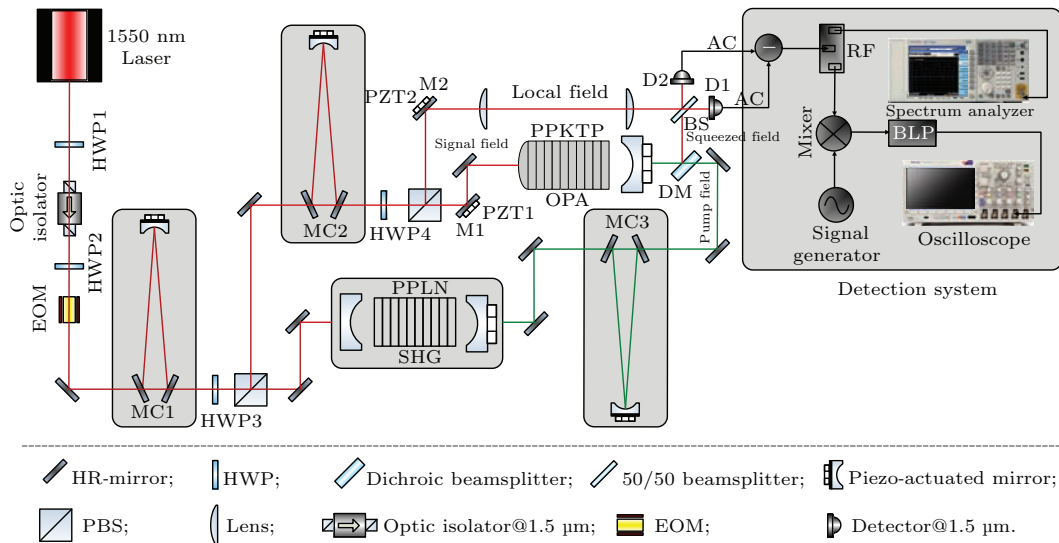 1550 nm
Laser
HWP1
Optic
isolator
HWP2
EOM
MC1
HWP3
MC2
HWP4
PZT2
M2
Signal field
M1
PZT1
Local field
PPKTP
OPA
PPLN
SHG
MC3
D2
D1
AC
AC
BS
Squeezed field
DM
Pump field
RF
Spectrum analyzer
Mixer
BLP
Signal
generator
Oscilloscope
Detection system
HR-mirror;
HWP;
Dichroic beamsplitter;
50/50 beamsplitter;
Piezo-actuated mirror;
PBS;
Lens;
Optic isolator@1.5 μm;
EOM;
Detector@1.5 μm.